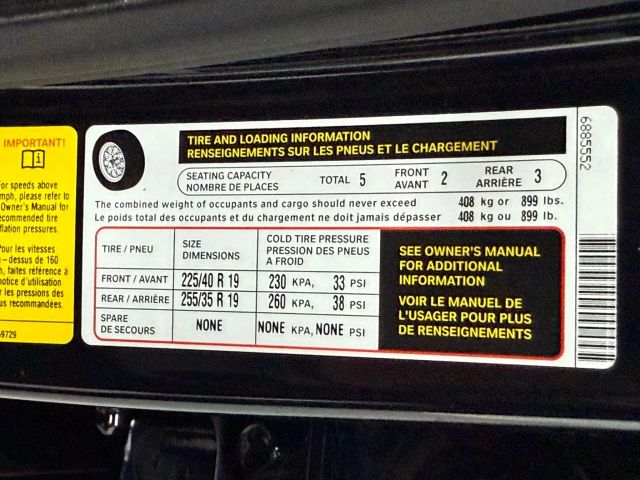 IMPORTANT!
For speeds above
mph, please refer to
Owner's Manual for
recommended tire
flation pressures.
Pour les vitesses
– dessus de 160
h, faites référence à
notice d'utilisation
r les pressions des
us recommandées.
69729
TIRE AND LOADING INFORMATION
RENSEIGNEMENTS SUR LES PNEUS ET LE CHARGEMENT
SEATING CAPACITY
NOMBRE DE PLACES
TOTAL 5
FRONT
AVANT 2
REAR
ARRIÈRE 3
The combined weight of occupants and cargo should never exceed 408 kg or 899 lbs.
Le poids total des occupants et du chargement ne doit jamais dépasser 408 kg ou 899 lb.
TIRE / PNEU
SIZE
DIMENSIONS
COLD TIRE PRESSURE
PRESSION DES PNEUS
A FROID
FRONT / AVANT 225/40 R 19 230 KPA, 33 PSI
REAR / ARRIÈRE 255/35 R 19 260 KPA, 38 PSI
SPARE
DE SECOURS NONE NONE KPA, NONE PSI
SEE OWNER'S MANUAL
FOR ADDITIONAL
INFORMATION
VOIR LE MANUEL DE
L'USAGER POUR PLUS
DE RENSEIGNEMENTS
6885552